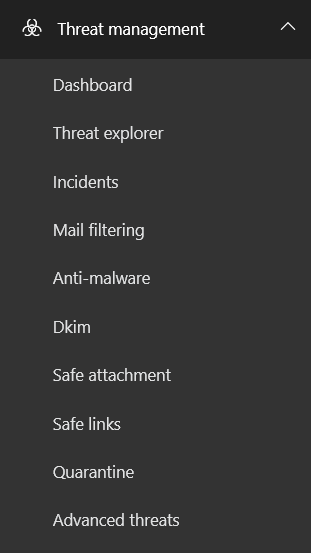 Threat management
Dashboard
Threat explorer
Incidents
Mail filtering
Anti-malware
Dkim
Safe attachment
Safe links
Quarantine
Advanced threats